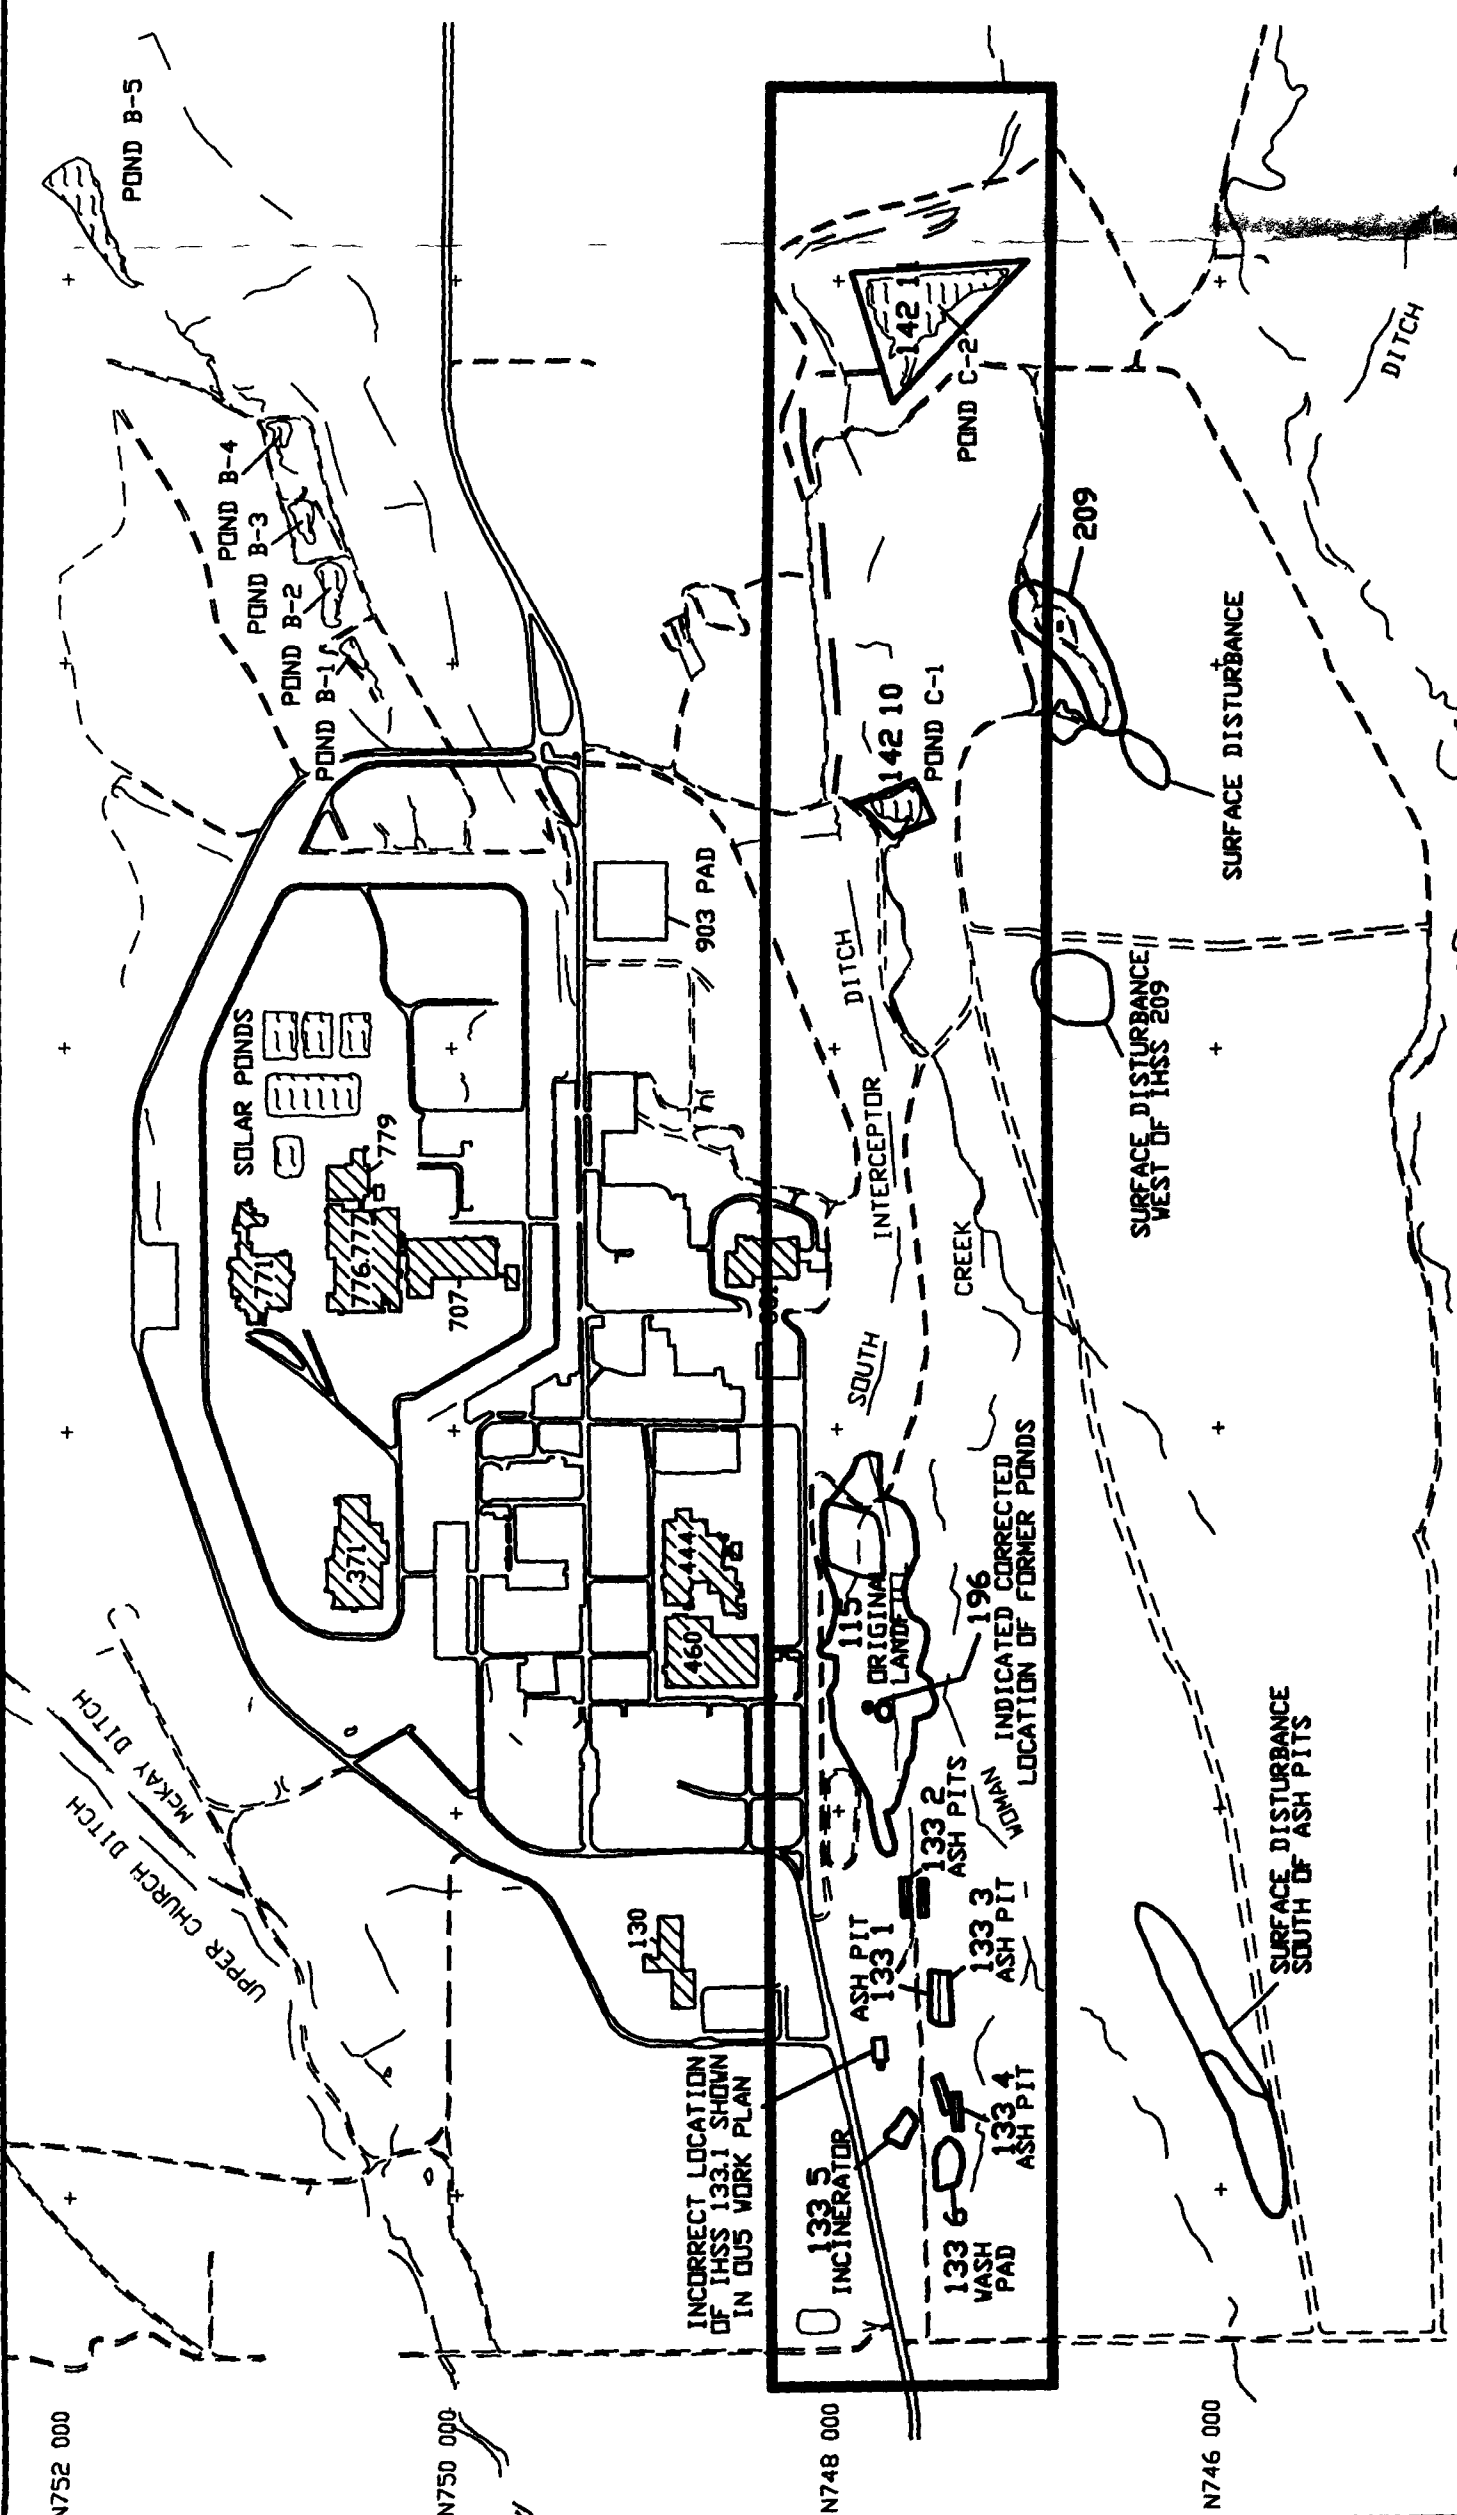 POND B-5
POND B-4
POND B-3
POND B-2
POND B-1
SOLAR PONDS
779
771
776.777
707
371
McKAY DITCH
UPPER CHURCH DITCH
903 PAD
444
460
130
142 11
POND C-2
142 10
POND C-1
209
SURFACE DISTURBANCE
SURFACE DISTURBANCE
WEST OF IHSS 209
DITCH
SOUTH INTERCEPTOR DITCH
WOMAN CREEK
115
ORIGINAL
LANDFILL
196
INDICATED CORRECTED
LOCATION OF FORMER PONDS
133 2
ASH PITS
133 3
ASH PIT
ASH PIT
133 1
133 4
ASH PIT
INCORRECT LOCATION
OF IHSS 133.1 SHOWN
IN OU5 WORK PLAN
133 5
INCINERATOR
133 6
WASH
PAD
SURFACE DISTURBANCE
SOUTH OF ASH PITS
N752 000
N750 000
N748 000
N746 000